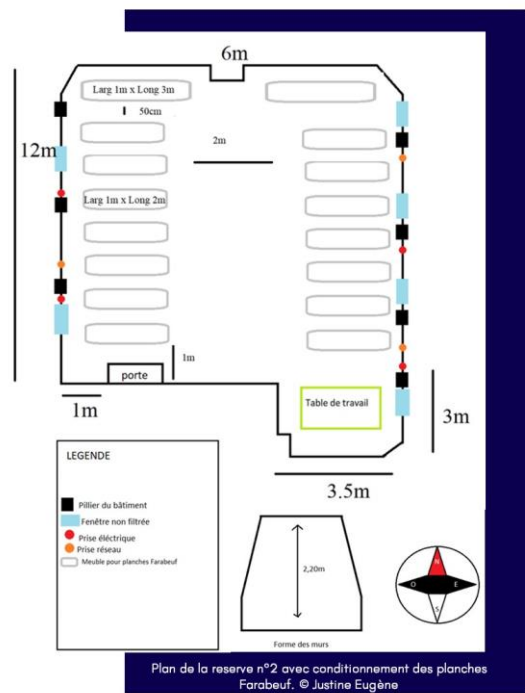 6m
Larg 1m x Long 3m
50cm
2m
12m
Larg 1m x Long 2m
1m
porte
Table de travail
1m
3m
3.5m
LEGENDE
Pillier du bâtiment
Fenêtre non filtrée
Prise électrique
Prise réseau
Meuble pour planches Farabeuf
2,20m
Forme des murs
N
O
E
S
Plan de la reserve n°2 avec conditionnement des planches
Farabeuf. © Justine Eugène